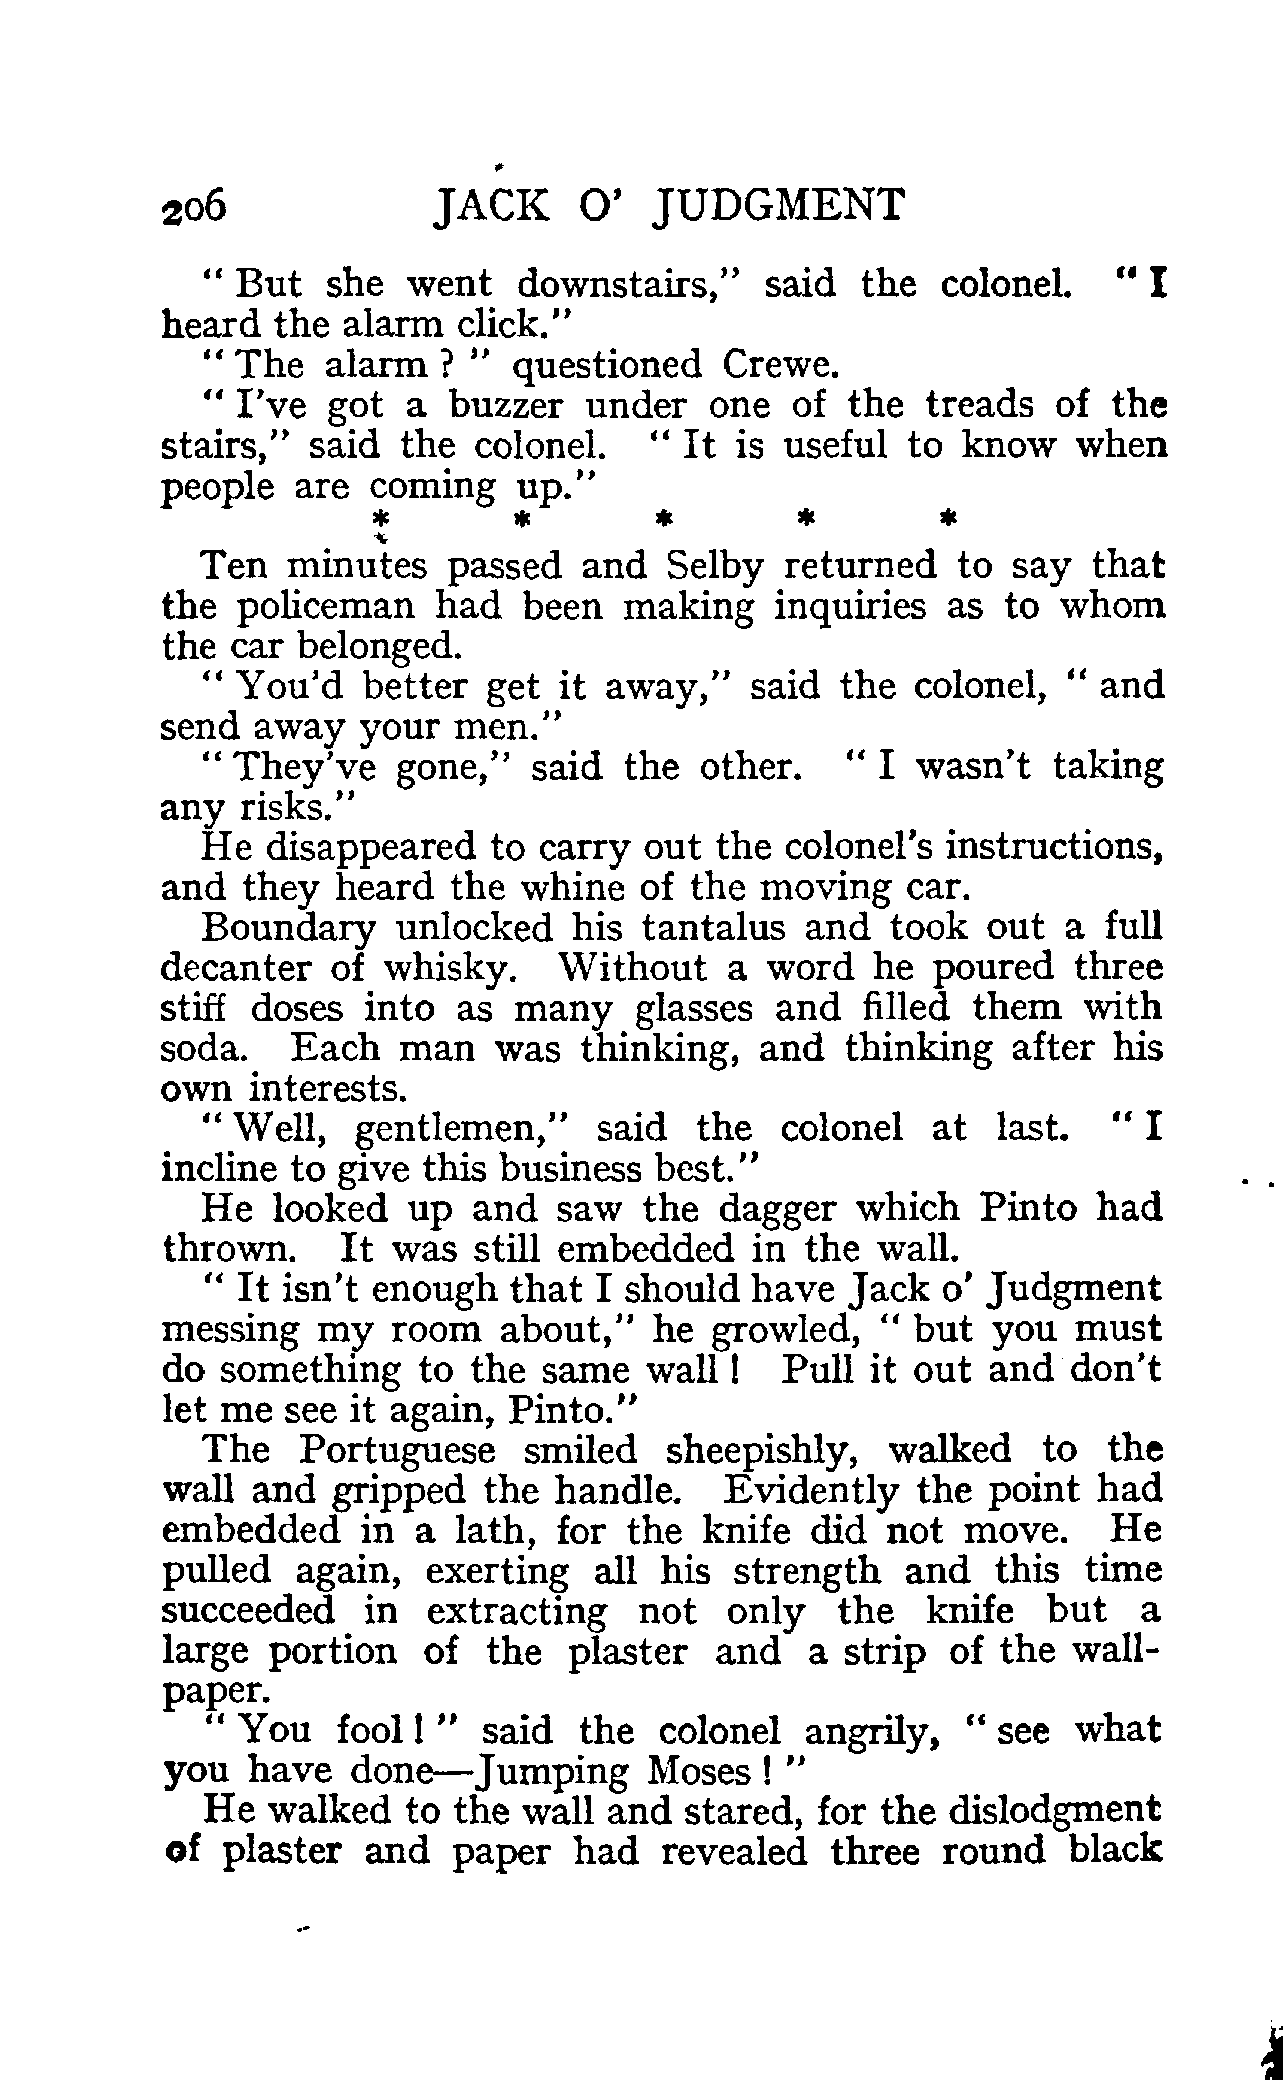 206 JACK O' JUDGMENT
" But she went downstairs," said the colonel. " I
heard the alarm click."
" The alarm ? " questioned Crewe.
" I've got a buzzer under one of the treads of the
stairs," said the colonel. " It is useful to know when
people are coming up."
* * * * *
Ten minutes passed and Selby returned to say that
the policeman had been making inquiries as to whom
the car belonged.
" You'd better get it away," said the colonel, " and
send away your men."
" They've gone," said the other. " I wasn't taking
any risks."
He disappeared to carry out the colonel's instructions,
and they heard the whine of the moving car.
Boundary unlocked his tantalus and took out a full
decanter of whisky. Without a word he poured three
stiff doses into as many glasses and filled them with
soda. Each man was thinking, and thinking after his
own interests.
" Well, gentlemen," said the colonel at last. " I
incline to give this business best."
He looked up and saw the dagger which Pinto had
thrown. It was still embedded in the wall.
" It isn't enough that I should have Jack o' Judgment
messing my room about," he growled, " but you must
do something to the same wall ! Pull it out and don't
let me see it again, Pinto."
The Portuguese smiled sheepishly, walked to the
wall and gripped the handle. Evidently the point had
embedded in a lath, for the knife did not move. He
pulled again, exerting all his strength and this time
succeeded in extracting not only the knife but a
large portion of the plaster and a strip of the wall-
paper.
" You fool ! " said the colonel angrily, " see what
you have done—Jumping Moses ! "
He walked to the wall and stared, for the dislodgment
of plaster and paper had revealed three round black